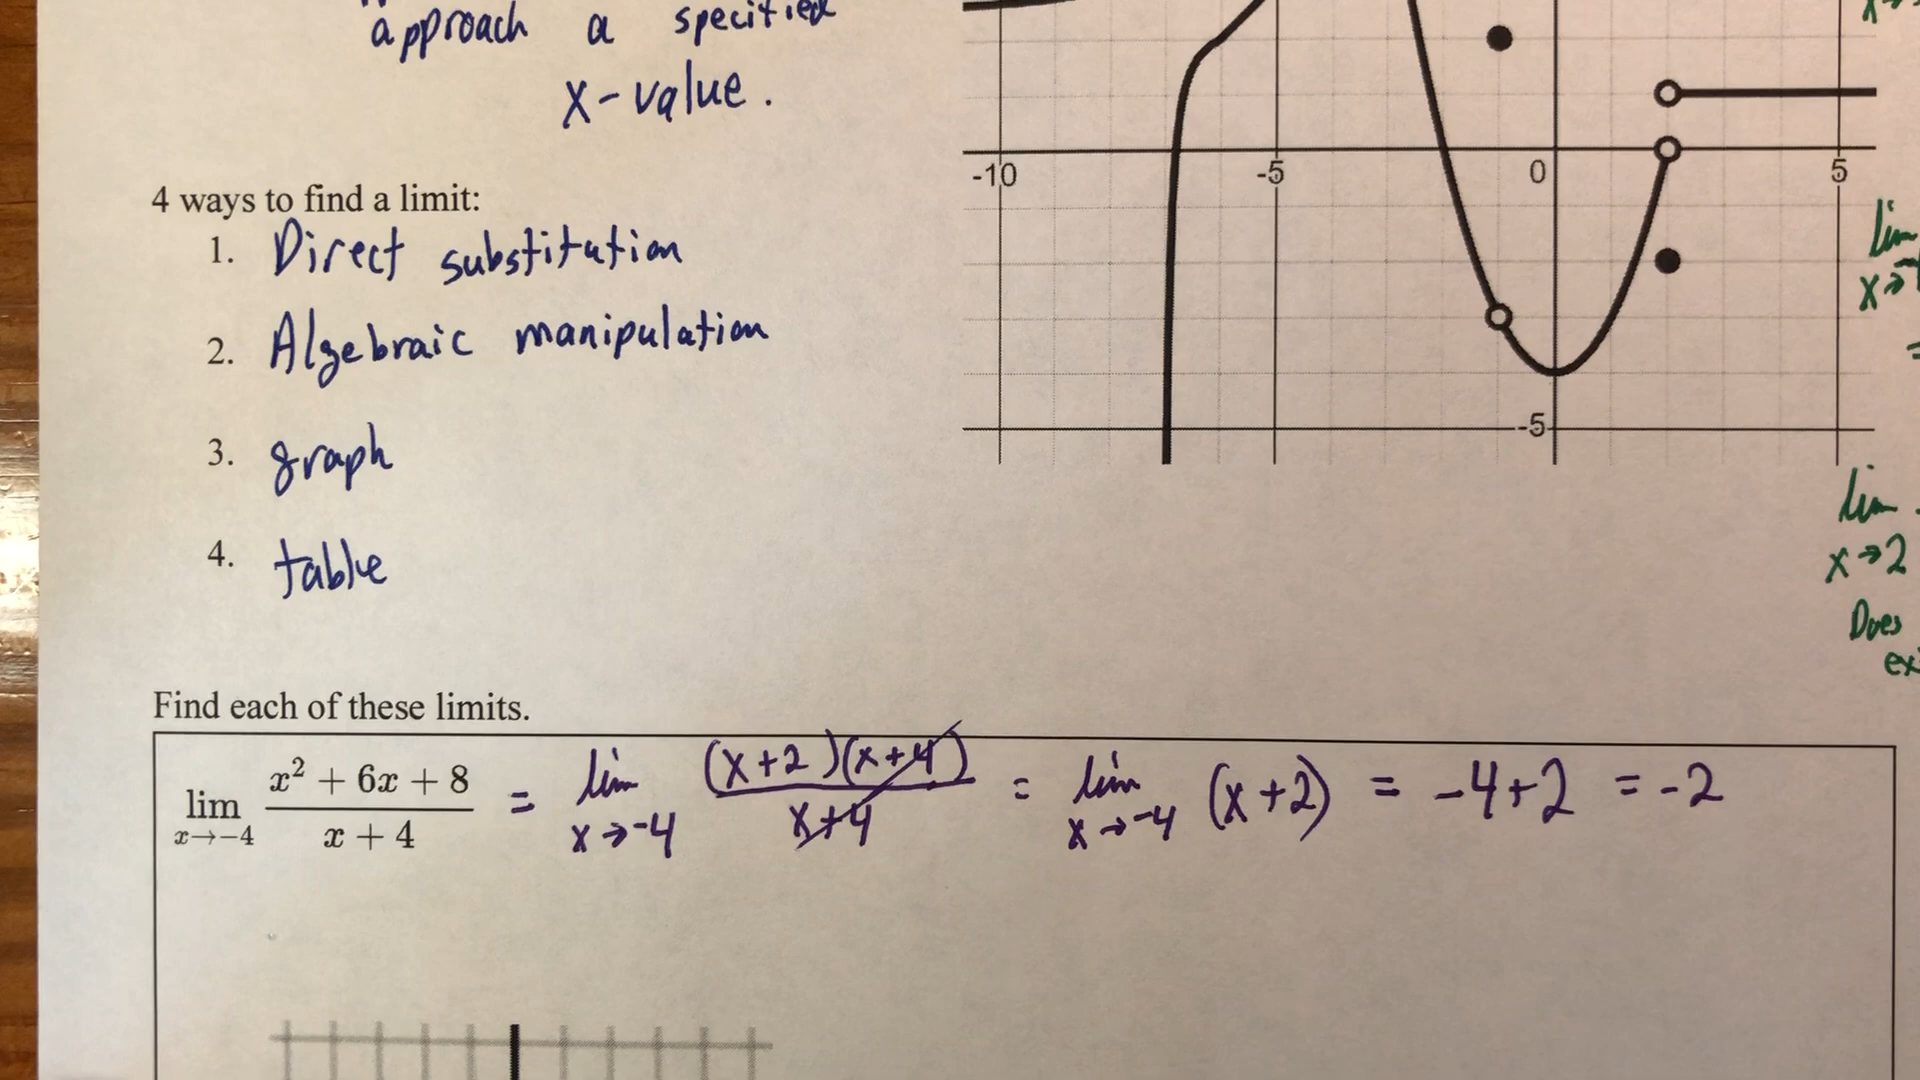 approach a specified
x-value.
4 ways to find a limit:
1. Direct substitution
2. Algebraic manipulation
3. graph
4. table
-10 -5 0 5
-5
lim
x→
lim
x→2
Does
Find each of these limits.
lim x→-4 (x² + 6x + 8)/(x + 4) = lim x→-4 (x+2)(x+4)/(x+4) = lim x→-4 (x+2) = -4+2 = -2